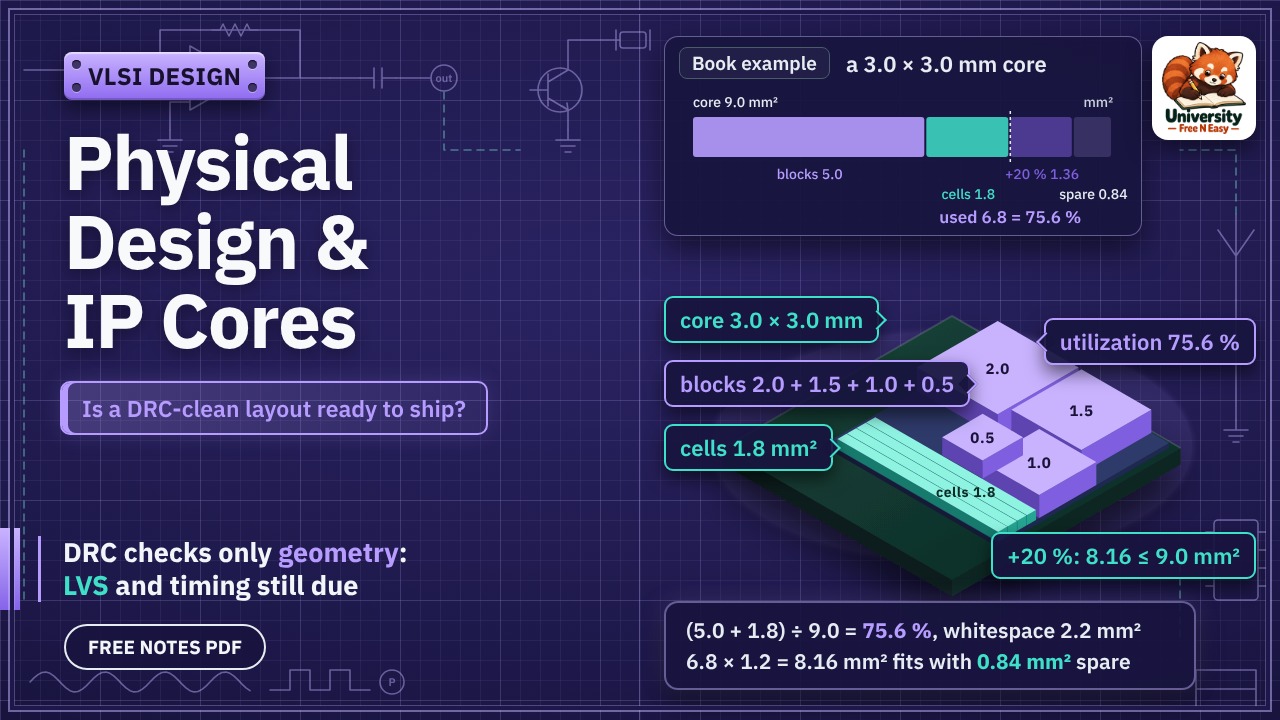 VLSI DESIGN
Physical
Design &
IP Cores
Is a DRC-clean layout ready to ship?
DRC checks only geometry:
LVS and timing still due
FREE NOTES PDF
out
P
Book example
a 3.0 × 3.0 mm core
core 9.0 mm²
mm²
blocks 5.0
+20 % 1.36
cells 1.8
spare 0.84
used 6.8 = 75.6 %
University
Free N Easy
core 3.0 × 3.0 mm
utilization 75.6 %
blocks 2.0 + 1.5 + 1.0 + 0.5
cells 1.8 mm²
2.0
1.5
0.5
1.0
cells 1.8
+20 %: 8.16 ≤ 9.0 mm²
(5.0 + 1.8) ÷ 9.0 = 75.6 %, whitespace 2.2 mm²
6.8 × 1.2 = 8.16 mm² fits with 0.84 mm² spare